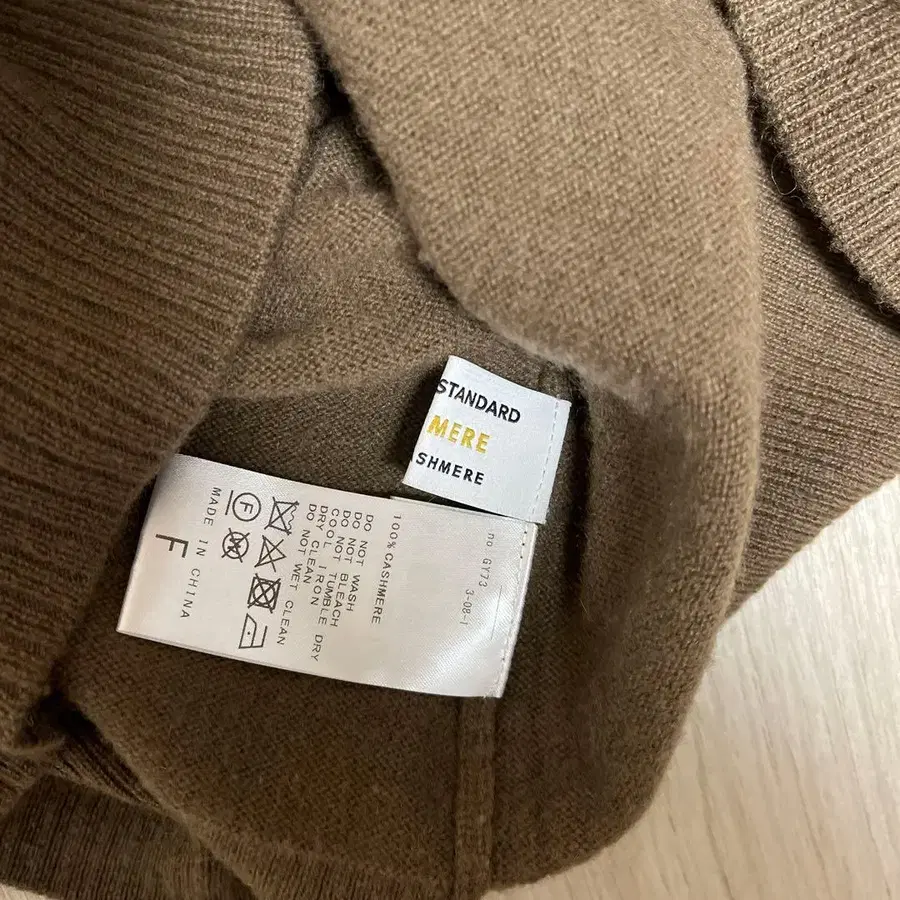 STANDARD
MERE
SHMERE
no GY73
3-08-1
100% CASHMERE
DO NOT WASH
DO NOT BLEACH
DO NOT TUMBLE DRY
COOL IRON
DRY CLEAN
DO NOT WET CLEAN
F
MADE IN CHINA
F